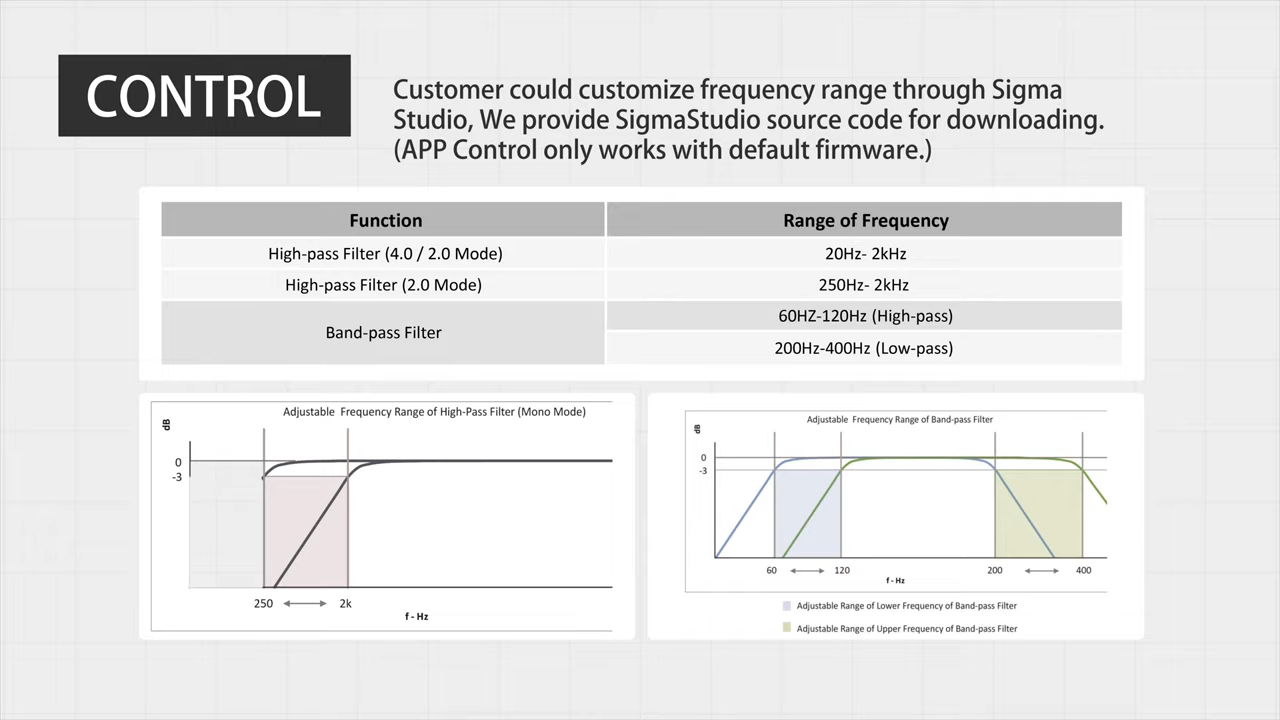 CONTROL
Customer could customize frequency range through Sigma
Studio, We provide SigmaStudio source code for downloading.
(APP Control only works with default firmware.)
Function
Range of Frequency
High-pass Filter (4.0 / 2.0 Mode)
20Hz- 2kHz
High-pass Filter (2.0 Mode)
250Hz- 2kHz
Band-pass Filter
60HZ-120Hz (High-pass)
200Hz-400Hz (Low-pass)
Adjustable Frequency Range of High-Pass Filter (Mono Mode)
dB
0
-3
250
2k
f - Hz
Adjustable Frequency Range of Band-pass Filter
dB
0
-3
60
120
200
400
f - Hz
Adjustable Range of Lower Frequency of Band-pass Filter
Adjustable Range of Upper Frequency of Band-pass Filter